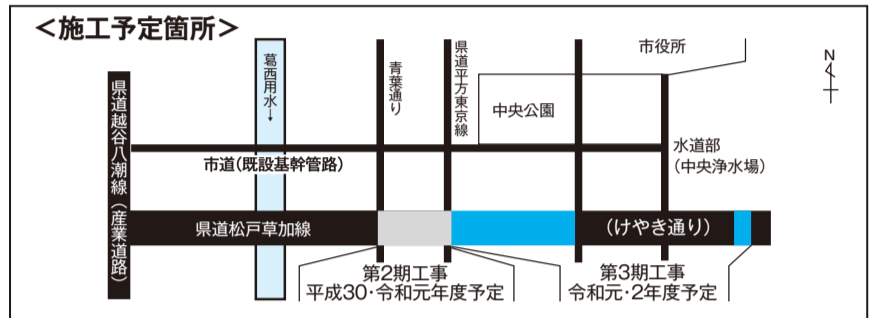 <施工予定箇所>
市役所
N
葛西用水→
青葉通り
県道平方東京線
中央公園
県道越谷八潮線(産業道路)
市道(既設基幹管路)
水道部
(中央浄水場)
県道松戸草加線
(けやき通り)
第2期工事
平成30・令和元年度予定
第3期工事
令和元・2年度予定